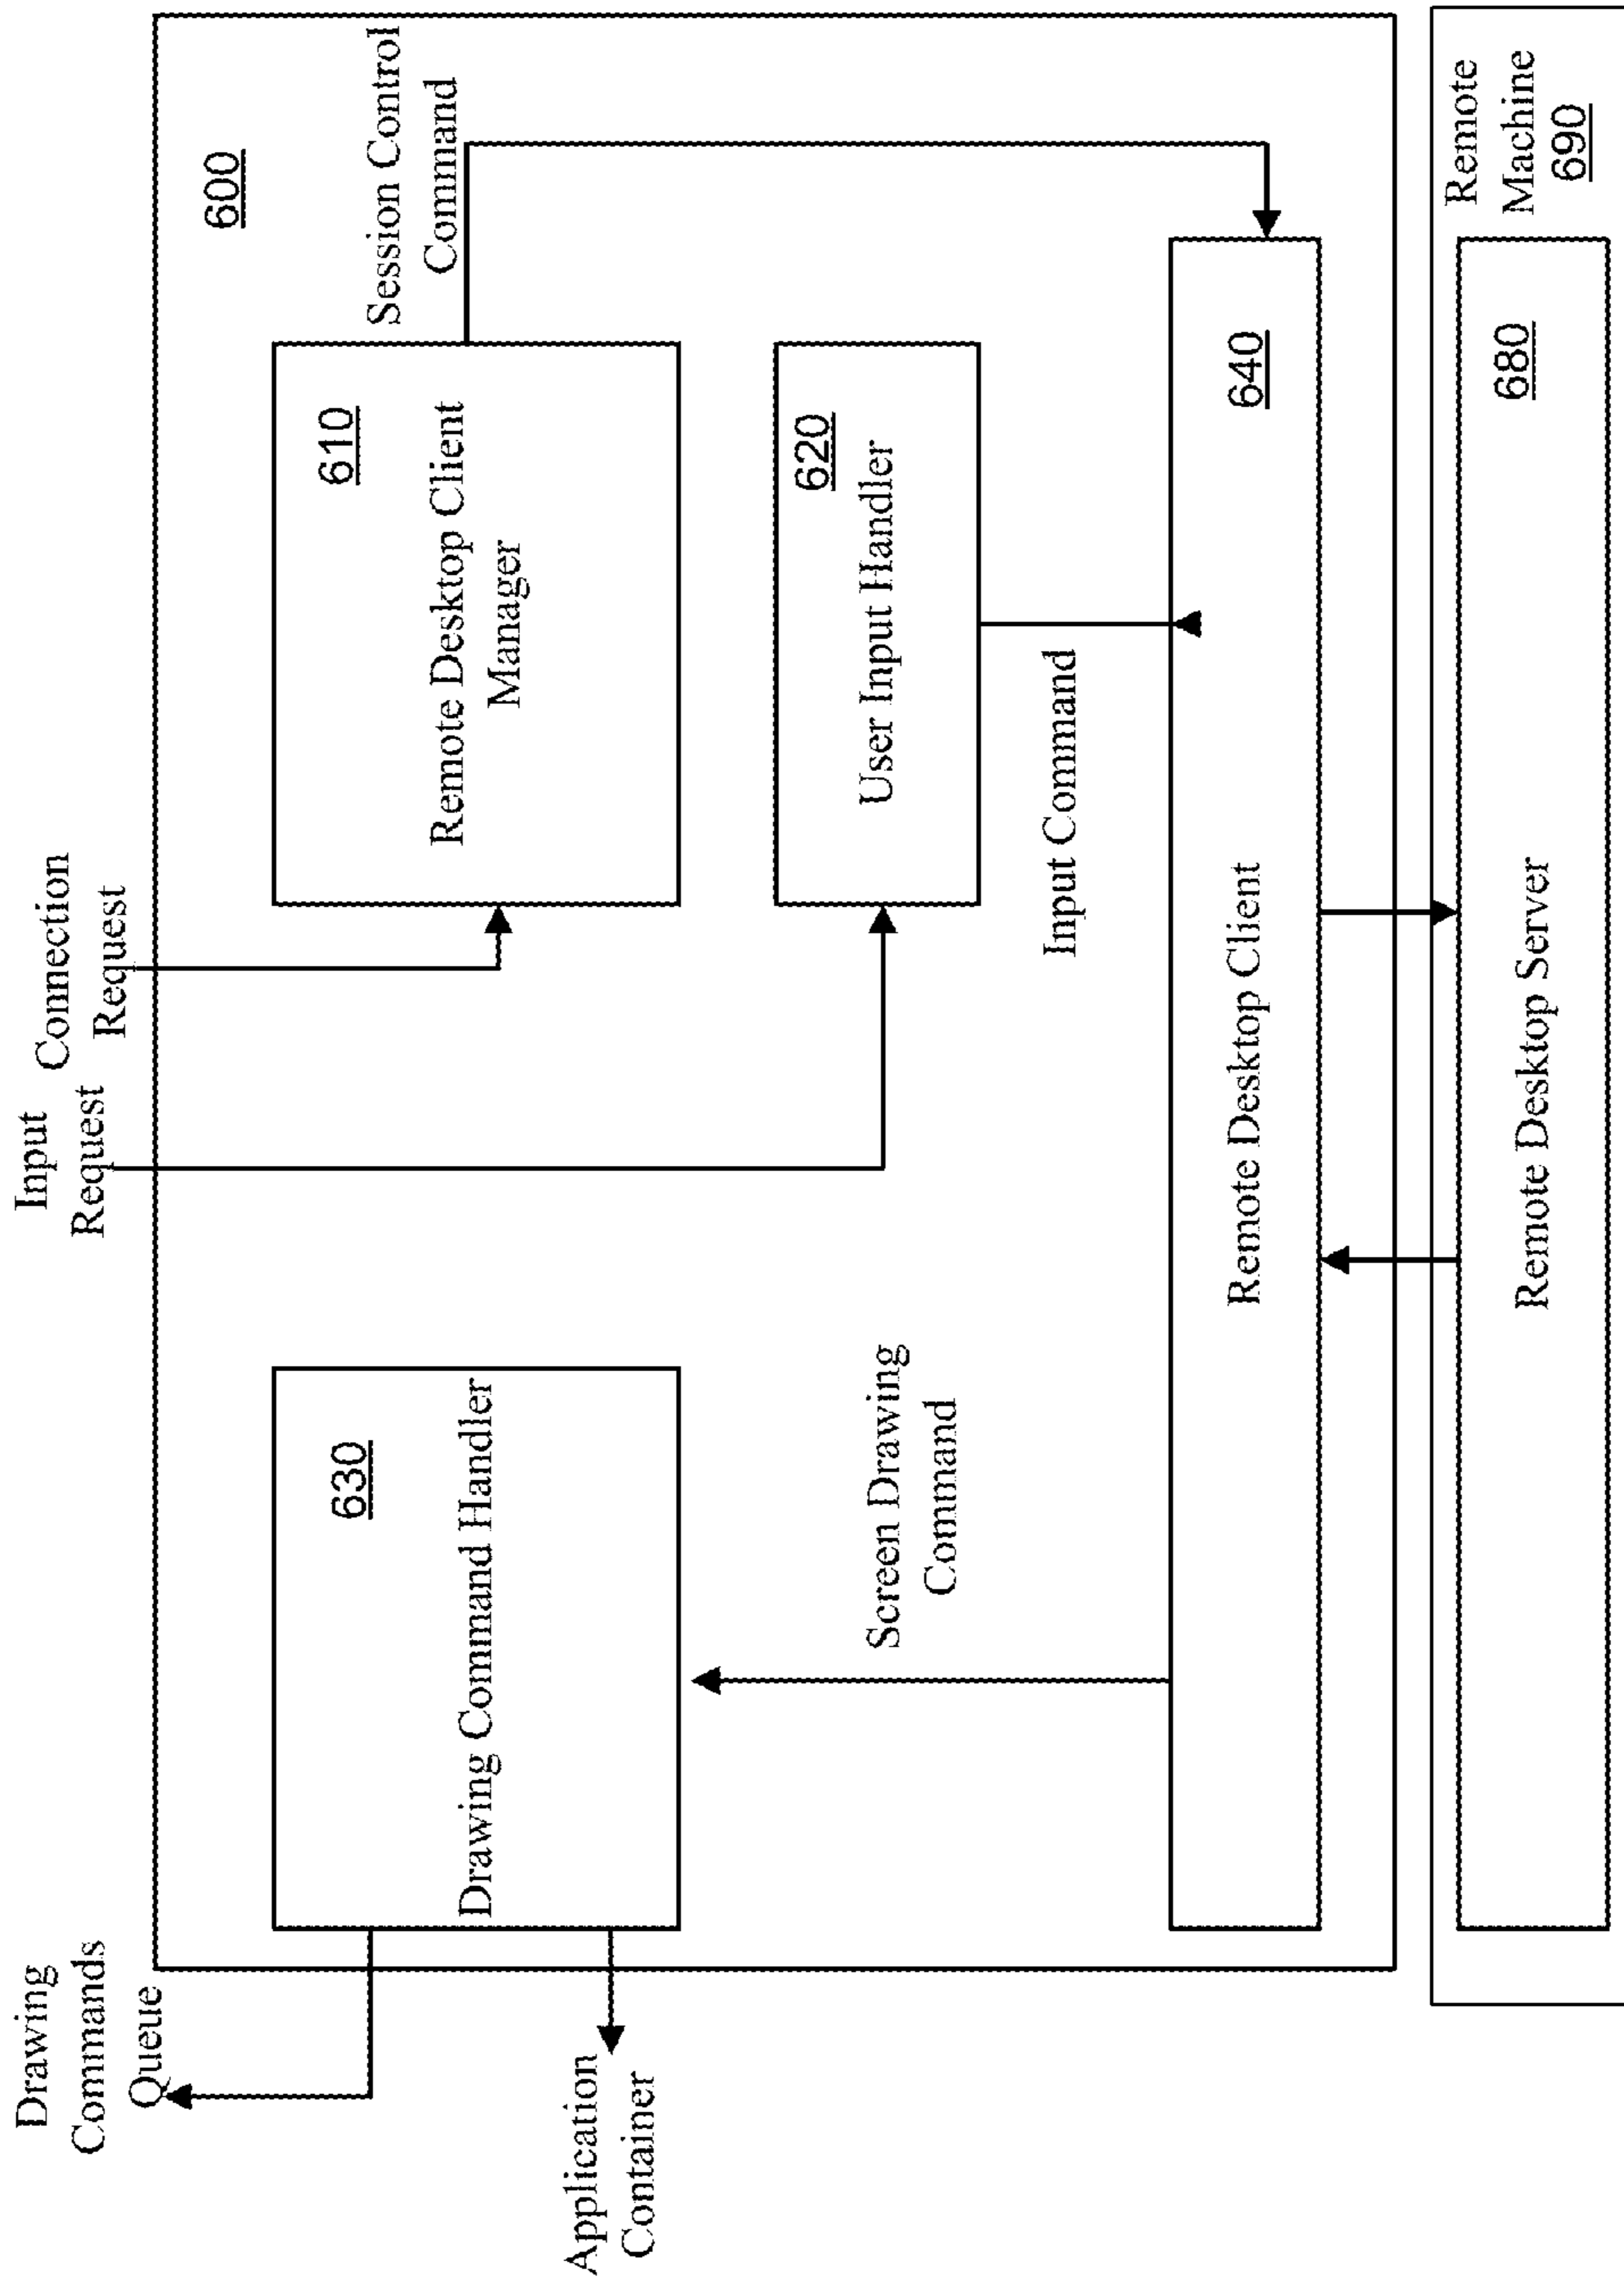 Drawing
Commands
Queue
Input
Request
Connection
Request
600
Session Control
Command
630
Drawing Command Handler
610
Remote Desktop Client
Manager
Application
Container
620
User Input Handler
Screen Drawing
Command
Input Command
640
Remote Desktop Client
Remote
Machine
690
680
Remote Desktop Server